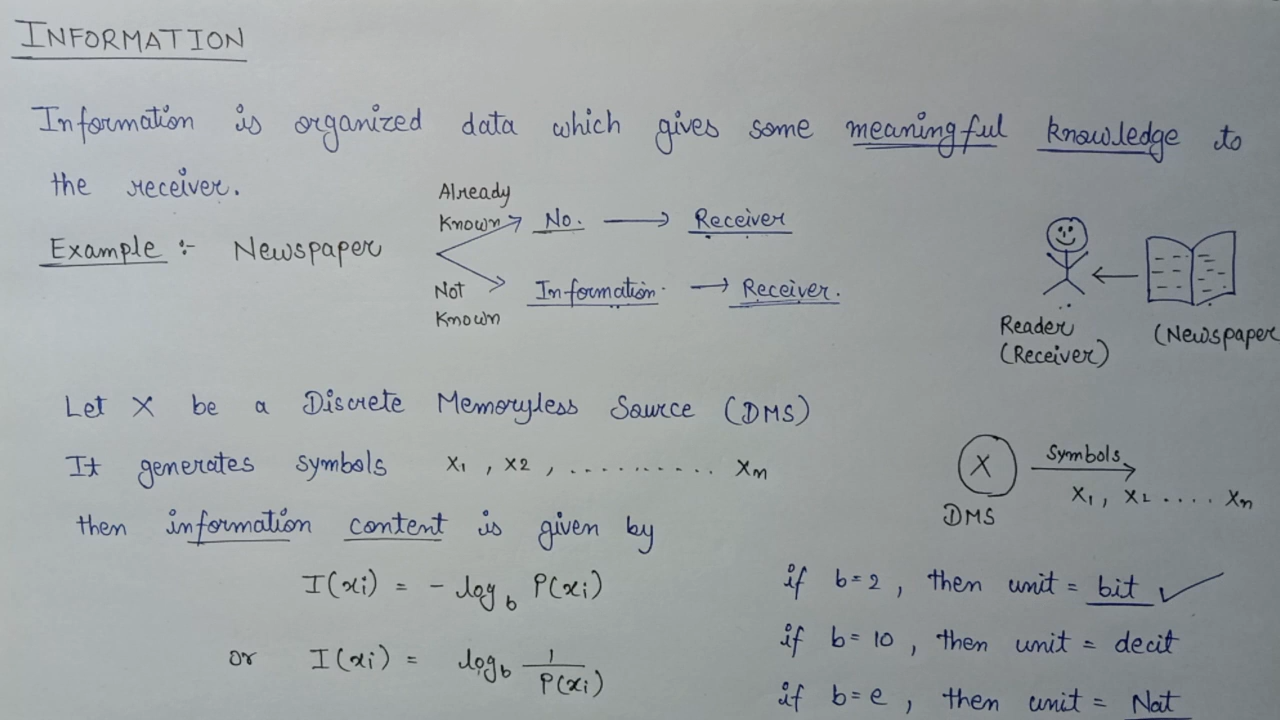 INFORMATION
Information is organized data which gives some meaningful knowledge to
the receiver.
Already
Known No. → Receiver
Example :- Newspaper
Not
Known Information → Receiver.
Reader
(Receiver)
(Newspaper
Let X be a Discrete Memoryless Source (DMS)
It generates symbols x1 , x2 , .......... xm
X Symbols
x1 , x2 .... xm
DMS
then information content is given by
I(xi) = - log_b P(xi)
or I(xi) = log_b 1/P(xi)
if b=2 , then unit = bit ✓
if b=10 , then unit = decit
if b=e , then unit = Nat